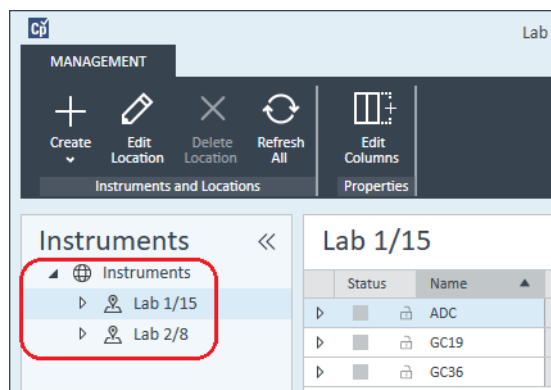 Cp
Lab
MANAGEMENT
Create
Edit
Location
Delete
Location
Refresh
All
Edit
Columns
Instruments and Locations
Properties
Instruments
Lab 1/15
Instruments
Lab 1/15
Lab 2/8
Status
Name
ADC
GC19
GC36